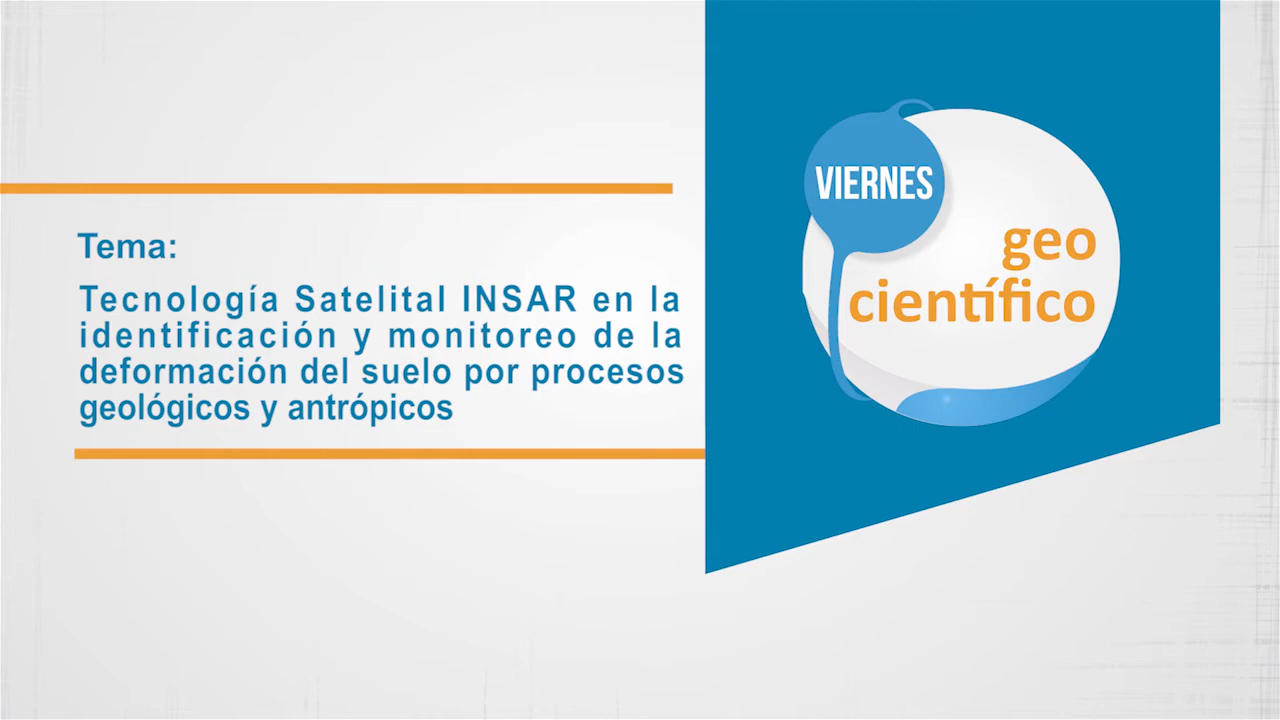 Tema:
Tecnología Satelital INSAR en la
identificación y monitoreo de la
deformación del suelo por procesos
geológicos y antrópicos
VIERNES
geo
científico